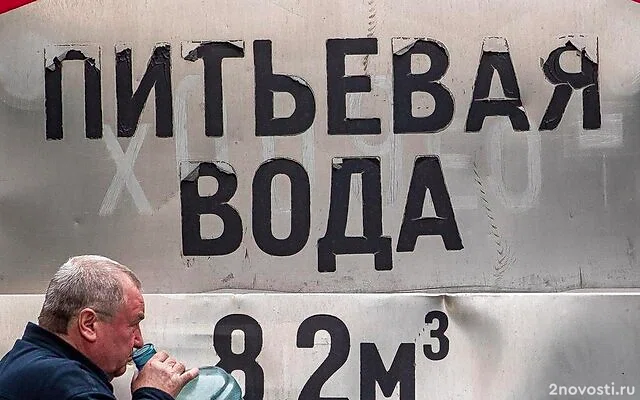 ПИТЬЕВАЯ
ВОДА
8,2м³
2novosti.ru